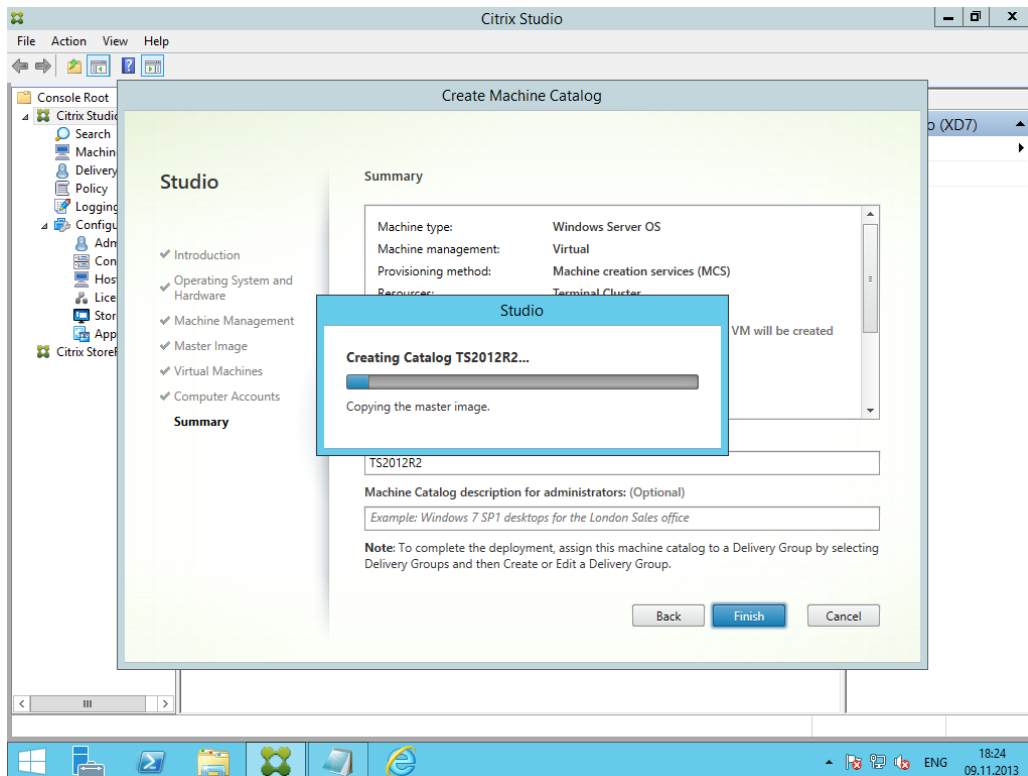 Citrix Studio
File Action View Help
Console Root
Citrix Studio
Search
Machin
Delivery
Policy
Logging
Configu
Adm
Con
Hos
Lice
Stor
App
Citrix StoreF
o (XD7)
Create Machine Catalog
Studio
Introduction
Operating System and
Hardware
Machine Management
Master Image
Virtual Machines
Computer Accounts
Summary
Summary
Machine type: Windows Server OS
Machine management: Virtual
Provisioning method: Machine creation services (MCS)
Resources: Terminal Cluster
VM will be created
Studio
Creating Catalog TS2012R2...
Copying the master image.
TS2012R2
Machine Catalog description for administrators: (Optional)
Example: Windows 7 SP1 desktops for the London Sales office
Note: To complete the deployment, assign this machine catalog to a Delivery Group by selecting
Delivery Groups and then Create or Edit a Delivery Group.
Back Finish Cancel
ENG
18:24
09.11.2013